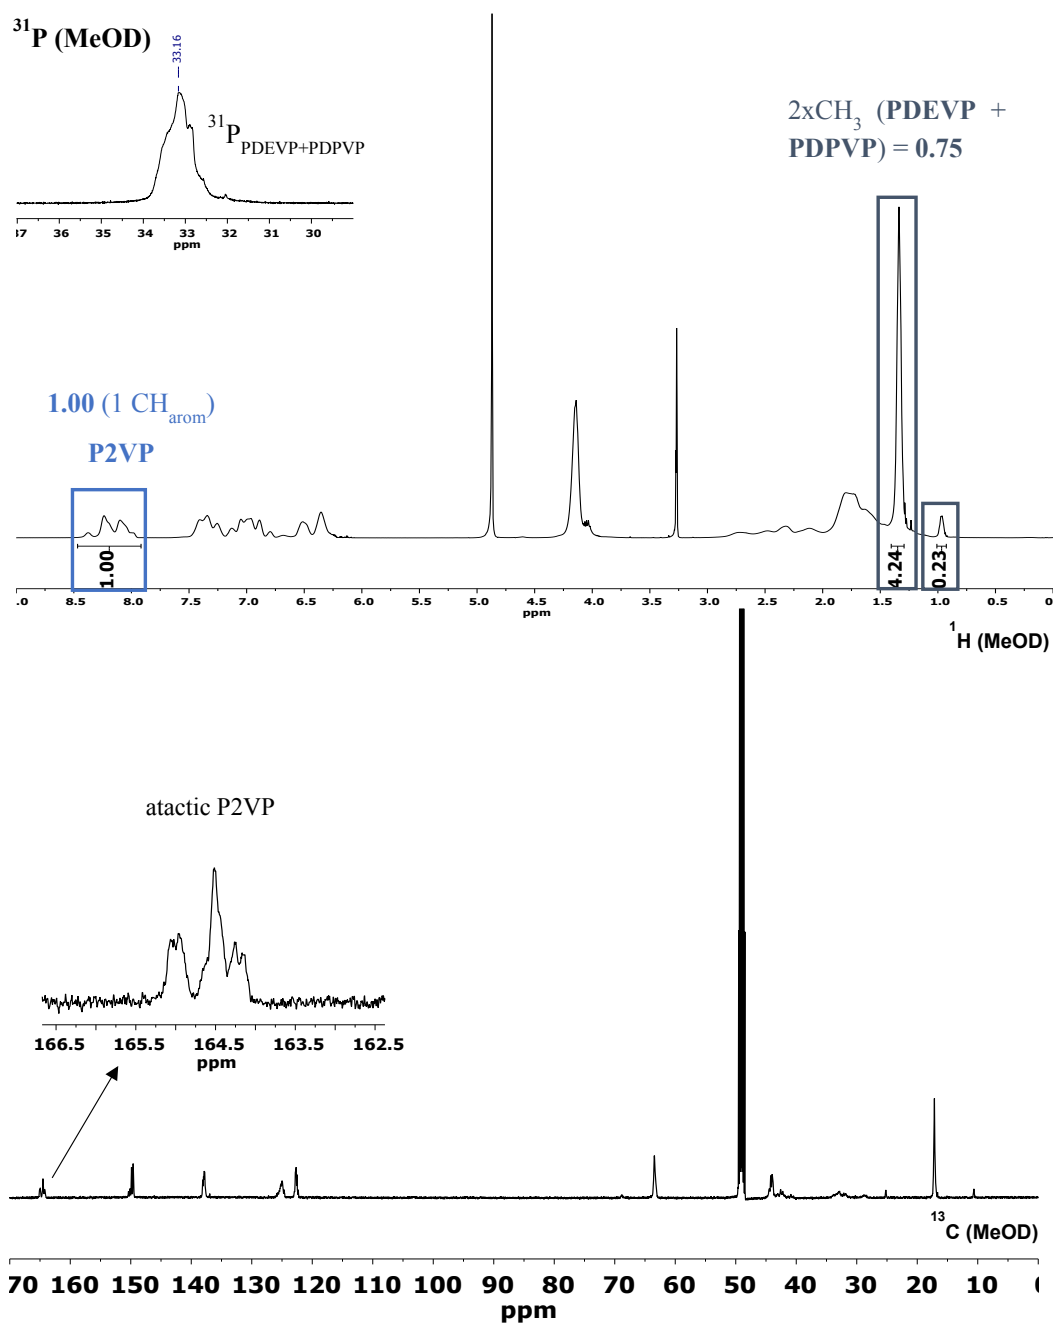 31P (MeOD)
33.16
31P PDEVP+PDPVP
37 36 35 34 33 32 31 30
ppm
2xCH3 (PDEVP +
PDPVP) = 0.75
1.00 (1 CHarom)
P2VP
1.00
4.24
0.23
.0 8.5 8.0 7.5 7.0 6.5 6.0 5.5 5.0 4.5 4.0 3.5 3.0 2.5 2.0 1.5 1.0 0.5 0
ppm
1H (MeOD)
atactic P2VP
166.5 165.5 164.5 163.5 162.5
ppm
13C (MeOD)
70 160 150 140 130 120 110 100 90 80 70 60 50 40 30 20 10 0
ppm